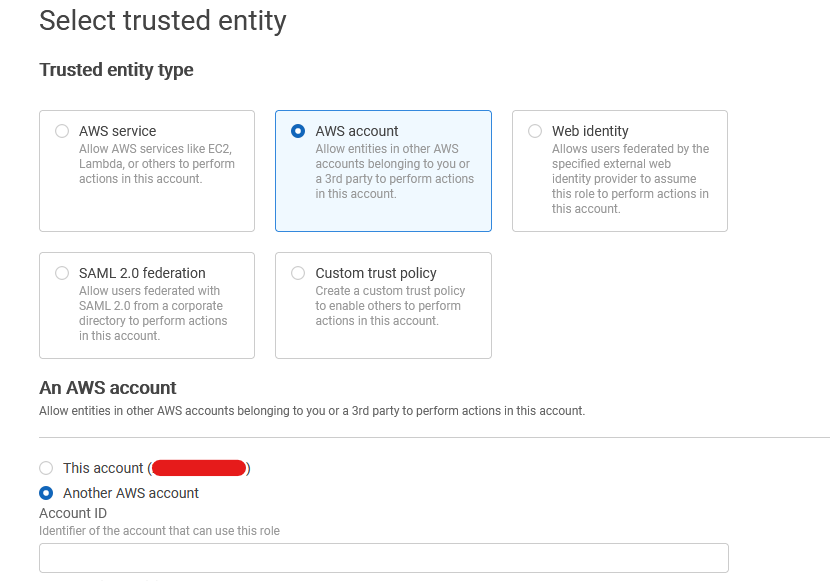 Select trusted entity
Trusted entity type
AWS service
Allow AWS services like EC2,
Lambda, or others to perform
actions in this account.
AWS account
Allow entities in other AWS
accounts belonging to you or
a 3rd party to perform actions
in this account.
Web identity
Allows users federated by the
specified external web
identity provider to assume
this role to perform actions in
this account.
SAML 2.0 federation
Allow users federated with
SAML 2.0 from a corporate
directory to perform actions
in this account.
Custom trust policy
Create a custom trust policy
to enable others to perform
actions in this account.
An AWS account
Allow entities in other AWS accounts belonging to you or a 3rd party to perform actions in this account.
This account ( )
Another AWS account
Account ID
Identifier of the account that can use this role